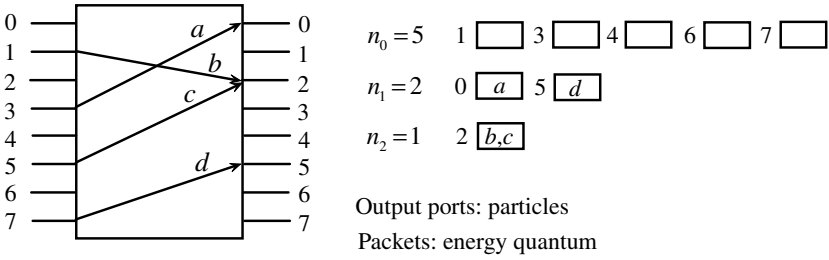 0 0
1 1
2 2
3 3
4 4
5 5
6 6
7 7
a
b
c
d
n₀ = 5 1 3 4 6 7
n₁ = 2 0 a 5 d
n₂ = 1 2 b,c
Output ports: particles
Packets: energy quantum